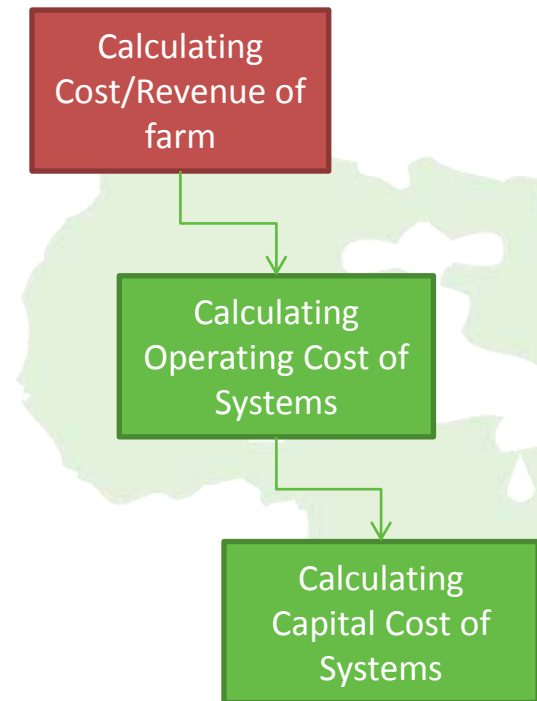 Calculating
Cost/Revenue of
farm
Calculating
Operating Cost of
Systems
Calculating
Capital Cost of
Systems